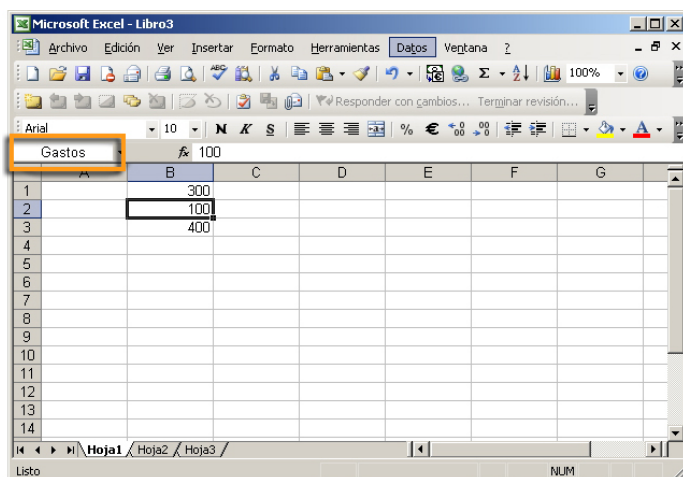 Microsoft Excel - Libro3
Archivo Edición Ver Insertar Formato Herramientas Datos Ventana ?
100%
Responder con cambios... Terminar revisión...
Arial 10 N K S % €
Gastos fx 100
A B C D E F G
1 300
2 100
3 400
4
5
6
7
8
9
10
11
12
13
14
Hoja1 Hoja2 Hoja3
Listo NUM